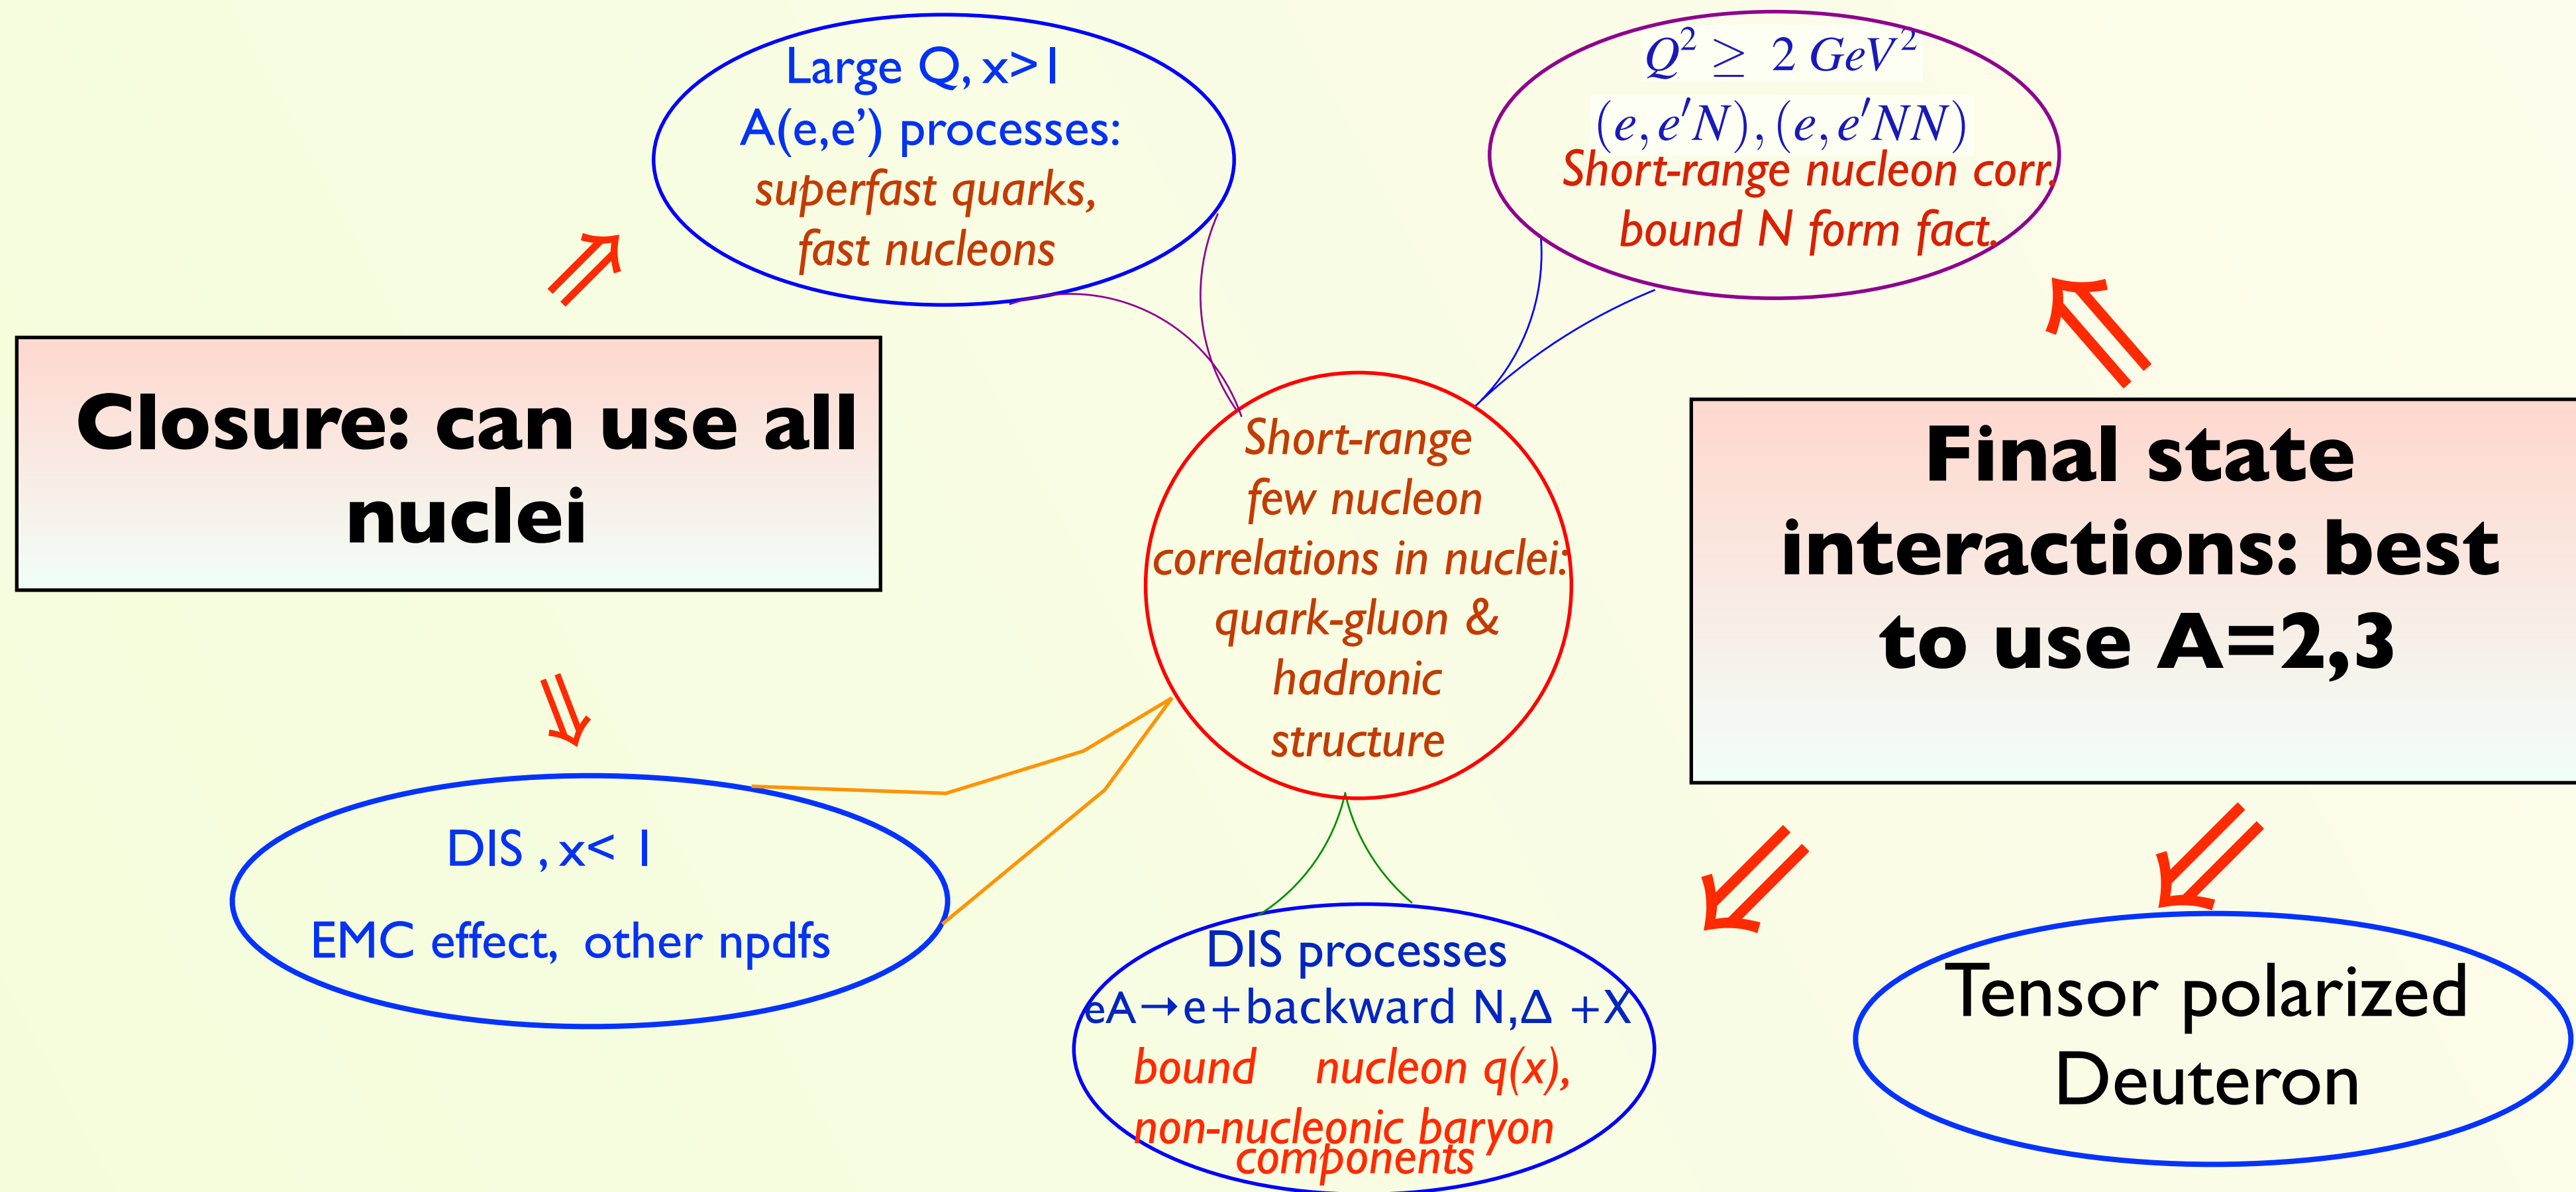 Large Q, x>1
A(e,e’) processes:
superfast quarks,
fast nucleons
Q² ≥ 2 GeV²
(e,e′N),(e,e′NN)
Short-range nucleon corr.
bound N form fact.
Closure: can use all
nuclei
Short-range
few nucleon
correlations in nuclei:
quark-gluon &
hadronic
structure
Final state
interactions: best
to use A=2,3
DIS , x< 1
EMC effect, other npdfs
DIS processes
eA→e+backward N,Δ +X
bound nucleon q(x),
non-nucleonic baryon
components
Tensor polarized
Deuteron